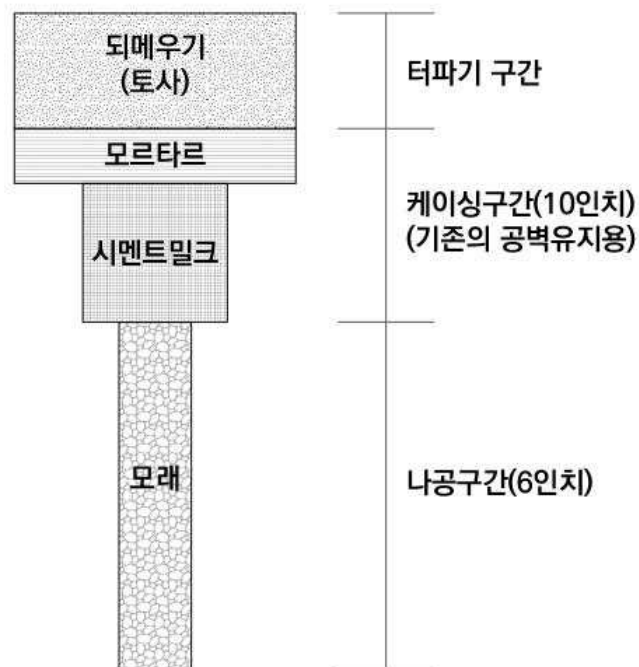 되메우기
(토사)
터파기 구간
모르타르
케이싱구간(10인치)
(기존의 공벽유지용)
시멘트밀크
모래
나공구간(6인치)